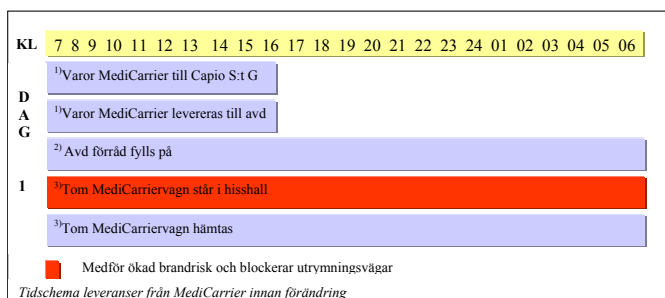 KL 7 8 9 10 11 12 13 14 15 16 17 18 19 20 21 22 23 24 01 02 03 04 05 06
DAG
1
1)Varor MediCarrier till Capio S:t G
1)Varor MediCarrier levereras till avd
2) Avd förråd fylls på
3)Tom MediCarriervagn står i hisshall
3)Tom MediCarriervagn hämtas
Medför ökad brandrisk och blockerar utrymningsvägar
Tidschema leveranser från MediCarrier innan förändring